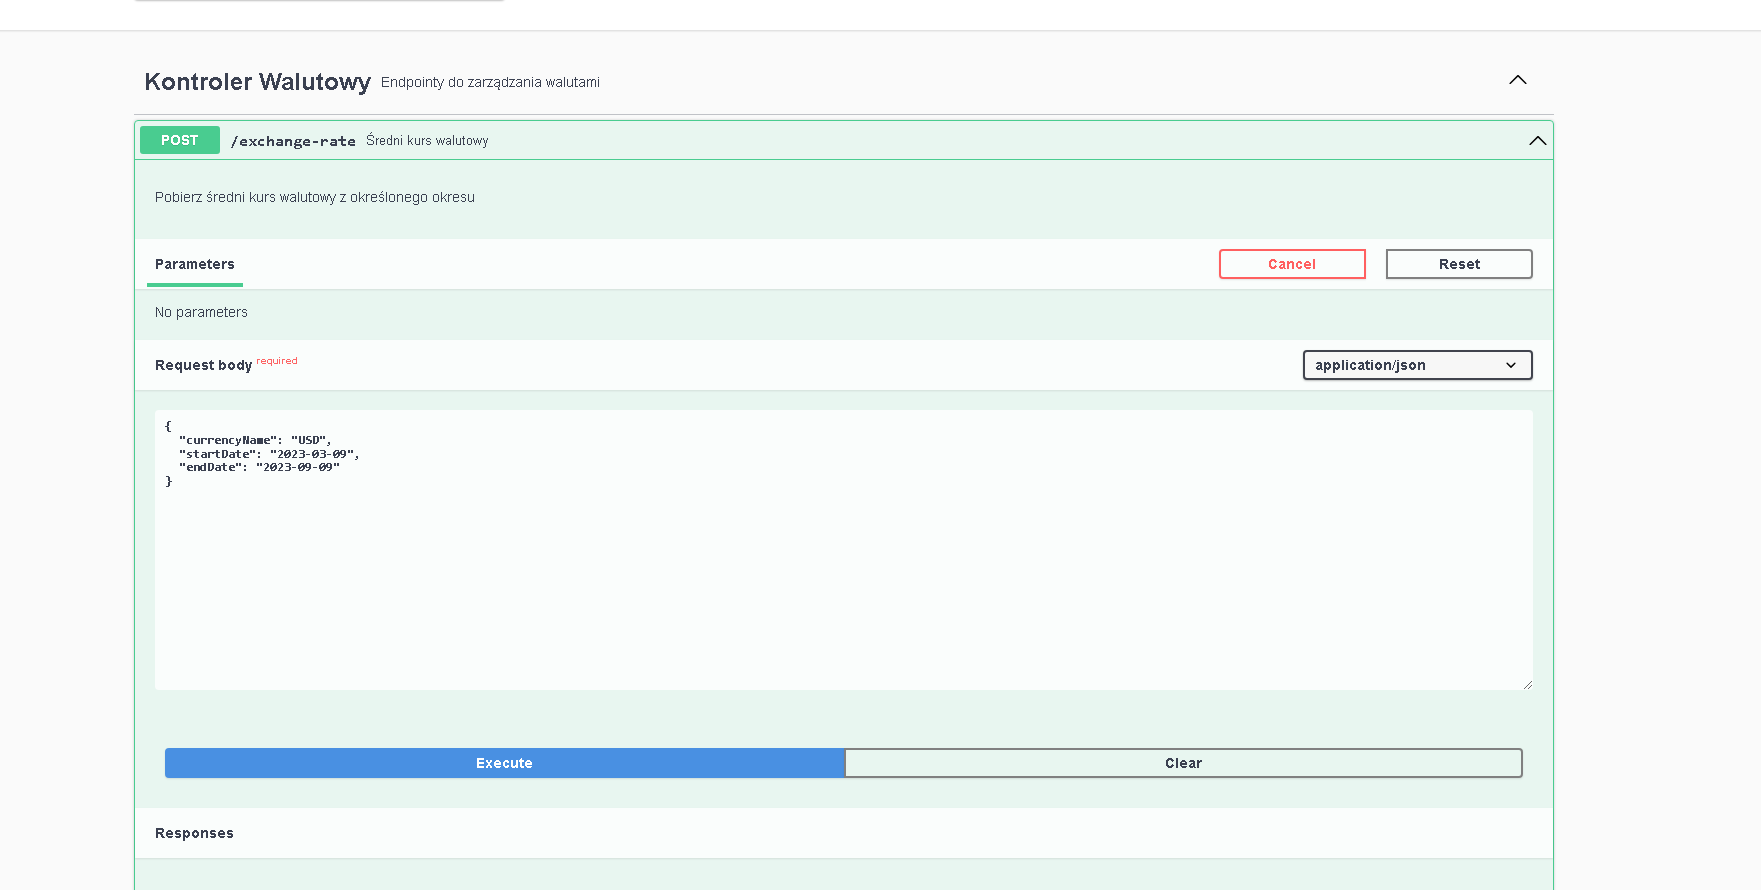 Kontroler Walutowy Endpointy do zarządzania walutami
POST /exchange-rate Średni kurs walutowy
Pobierz średni kurs walutowy z określonego okresu
Parameters Cancel Reset
No parameters
Request body required application/json
{
"currencyName": "USD",
"startDate": "2023-03-09",
"endDate": "2023-09-09"
}
Execute Clear
Responses